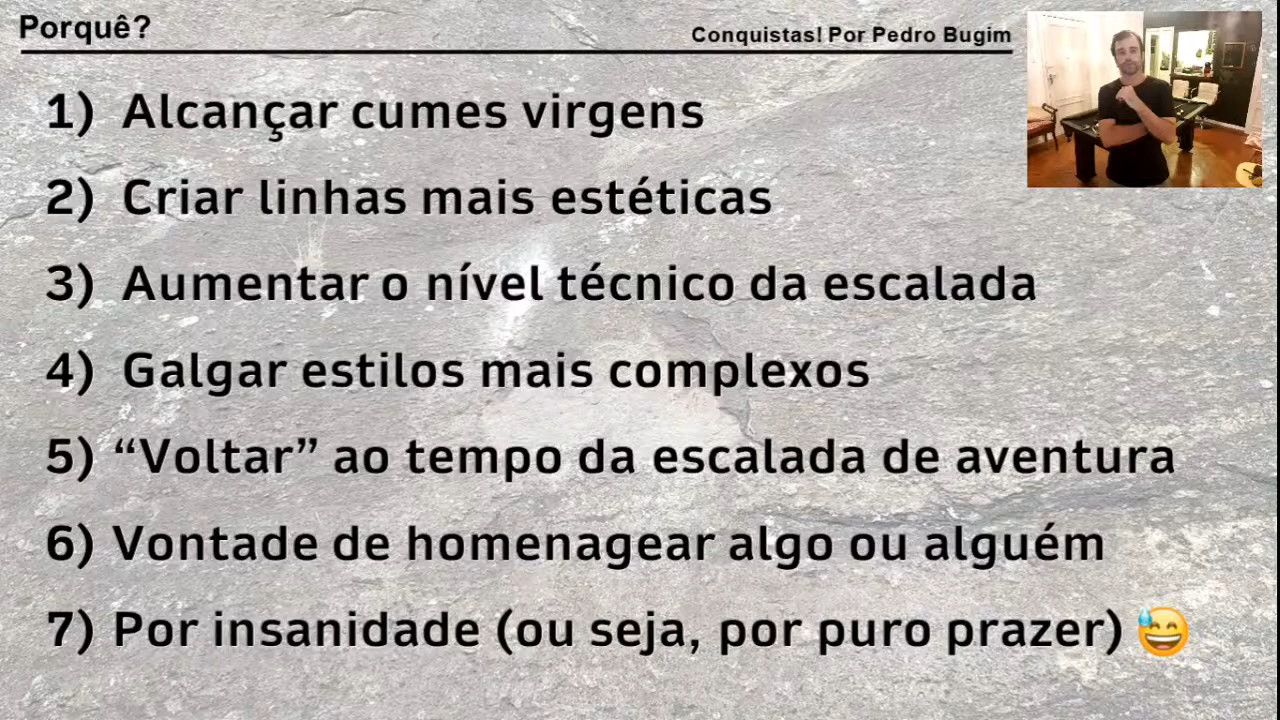 Porquê?
Conquistas! Por Pedro Bugim
1) Alcançar cumes virgens
2) Criar linhas mais estéticas
3) Aumentar o nível técnico da escalada
4) Galgar estilos mais complexos
5) “Voltar” ao tempo da escalada de aventura
6) Vontade de homenagear algo ou alguém
7) Por insanidade (ou seja, por puro prazer) 😅